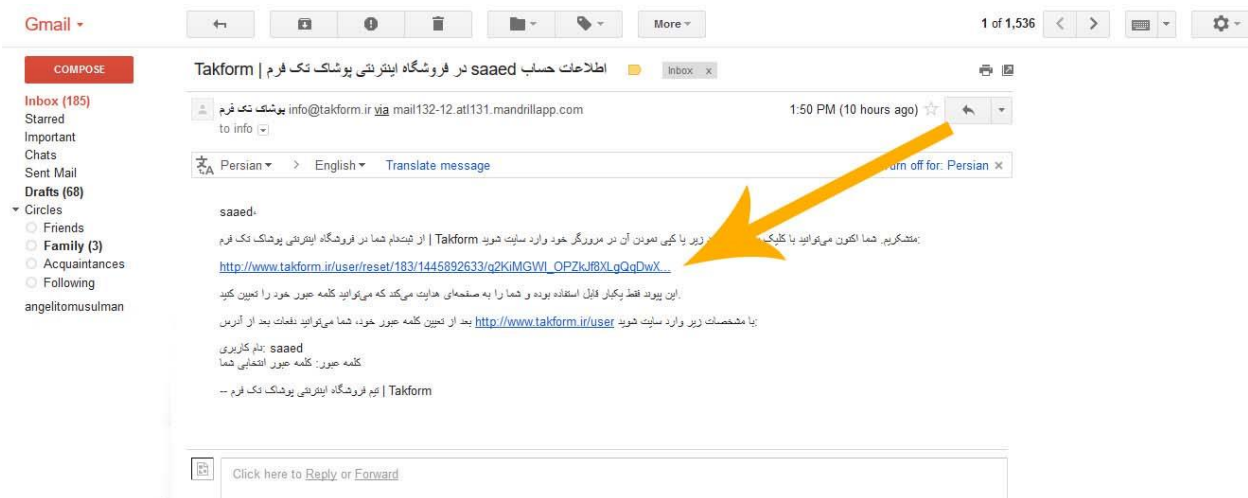 Gmail
More
1 of 1,536
COMPOSE
Inbox (185)
Starred
Important
Chats
Sent Mail
Drafts (68)
Circles
Friends
Family (3)
Acquaintances
Following
angelitomusulman
اطلاعات حساب saaed در فروشگاه اینترنتی پوشاک تک فرم | Takform
Inbox x
پوشاک تک فرم info@takform.ir via mail132-12.atl131.mandrillapp.com
1:50 PM (10 hours ago)
to info
Persian > English Translate message
turn off for: Persian ×
saaed،
متشکریم. شما اکنون می‌توانید با کلیک زیر یا کپی نمودن آن در مرورگر خود وارد سایت شوید Takform | از ثبت‌نام شما در فروشگاه اینترنتی پوشاک تک فرم:
http://www.takform.ir/user/reset/183/1445892633/q2KiMGWI_OPZkJf8XLgQqDwX...
این پیوند فقط یکبار قابل استفاده بوده و شما را به صفحه‌ای هدایت می‌کند که می‌توانید کلمه عبور خود را تعیین کنید.
با مشخصات زیر وارد سایت شوید http://www.takform.ir/user بعد از تعیین کلمه عبور خود، شما می‌توانید دفعات بعد از آدرس:
نام کاربری: saaed
کلمه عبور: کلمه عبور انتخابی شما
-- تیم فروشگاه اینترنتی پوشاک تک فرم | Takform
Click here to Reply or Forward